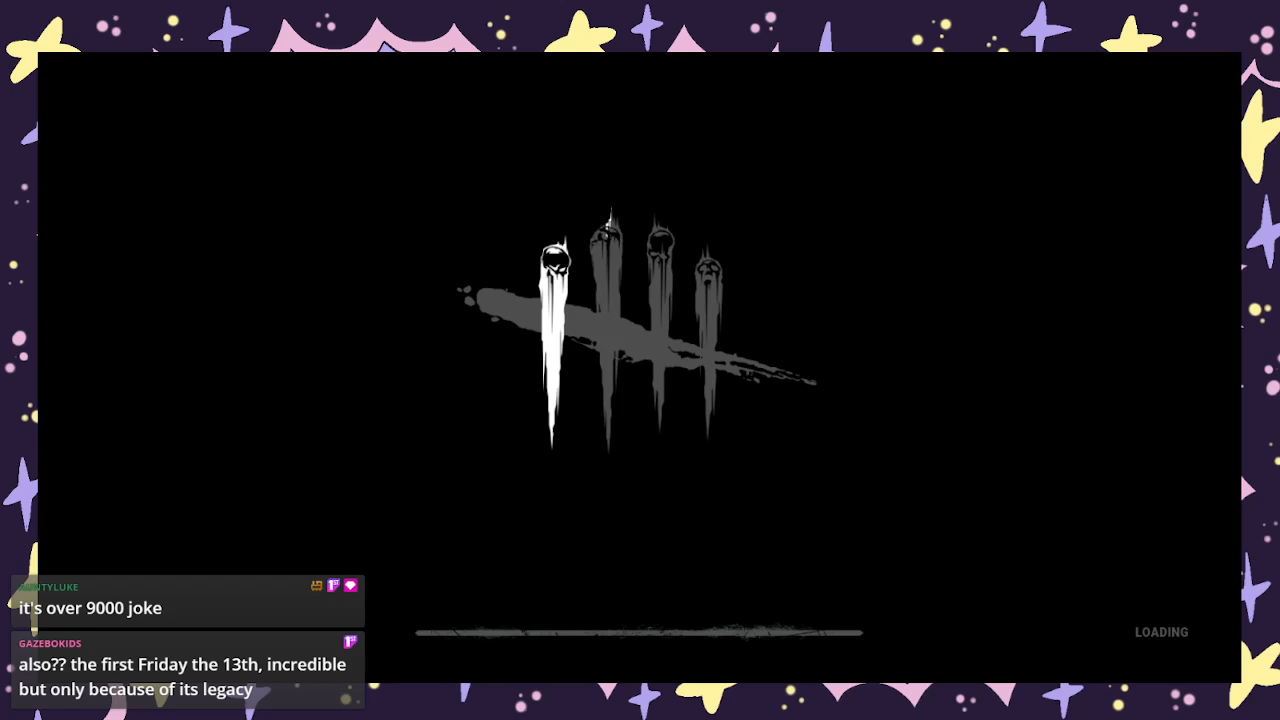 LOADING
it's over 9000 joke
GAZEBOKIDS
also?? the first Friday the 13th, incredible
but only because of its legacy